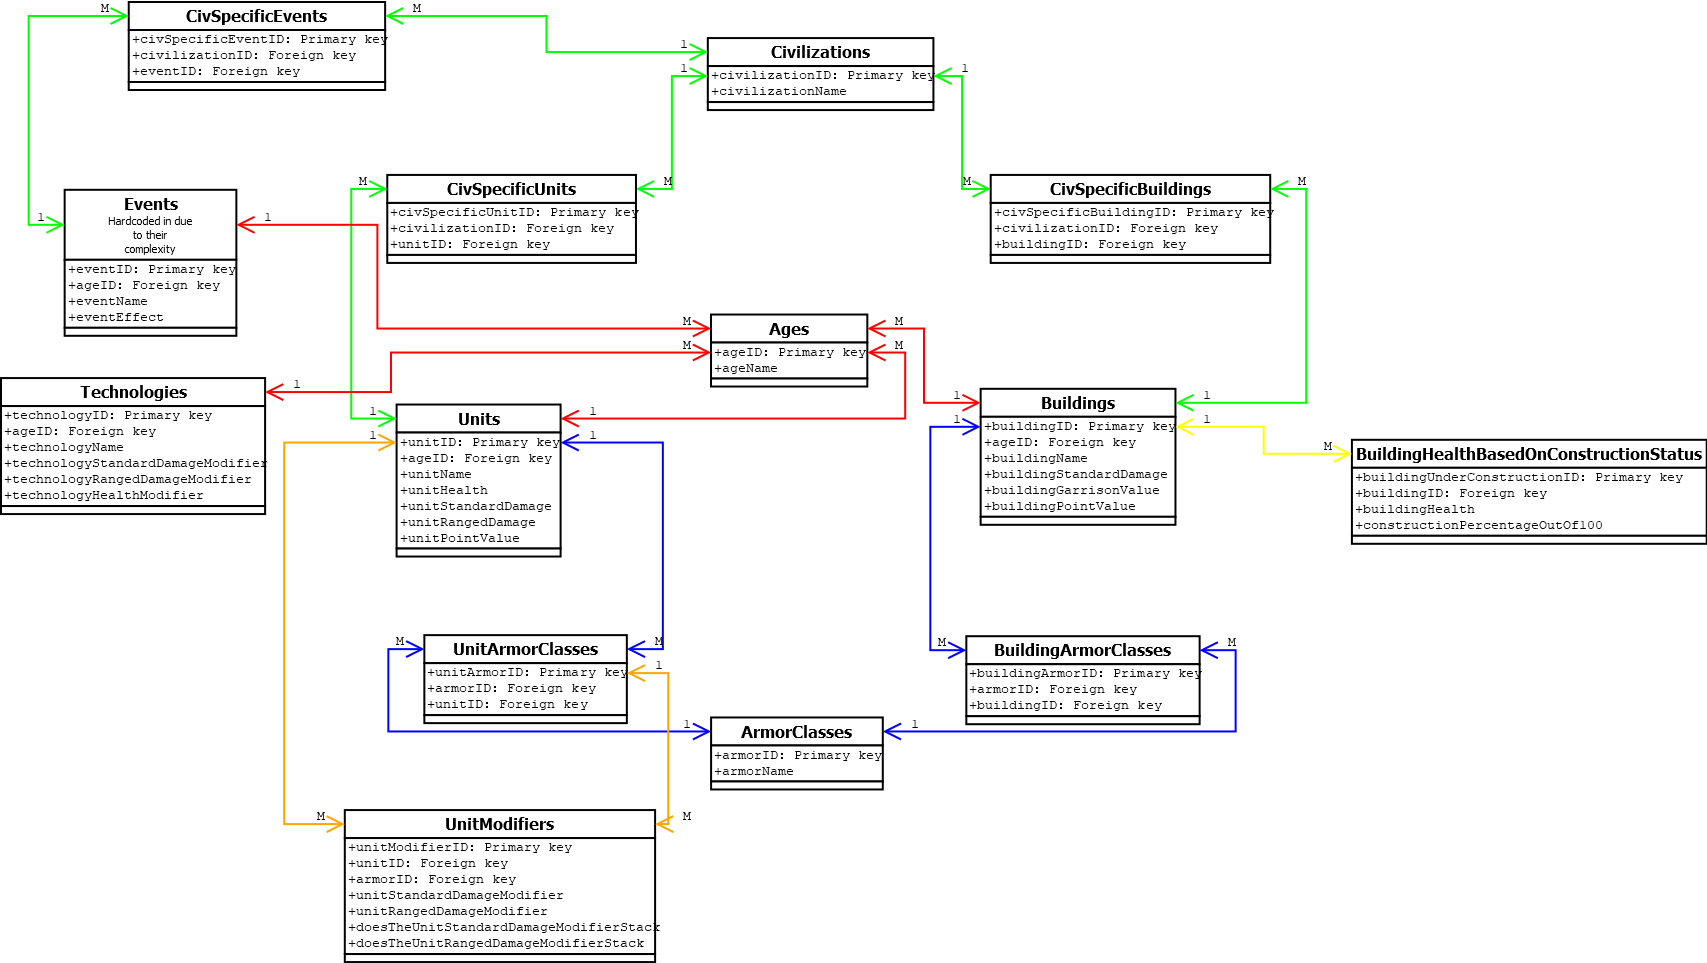 CivSpecificEvents
+civSpecificEventID: Primary key
+civilizationID: Foreign key
+eventID: Foreign key
M
M
1
1
1
Civilizations
+civilizationID: Primary key
+civilizationName
Events
Hardcoded in due
to their
complexity
+eventID: Primary key
+ageID: Foreign key
+eventName
+eventEffect
1
1
M
M
CivSpecificUnits
+civSpecificUnitID: Primary key
+civilizationID: Foreign key
+unitID: Foreign key
M
M
CivSpecificBuildings
+civSpecificBuildingID: Primary key
+civilizationID: Foreign key
+buildingID: Foreign key
M
M
M
M
Ages
+ageID: Primary key
+ageName
Technologies
+technologyID: Primary key
+ageID: Foreign key
+technologyName
+technologyStandardDamageModifier
+technologyRangedDamageModifier
+technologyHealthModifier
1
1
1
1
1
Units
+unitID: Primary key
+ageID: Foreign key
+unitName
+unitHealth
+unitStandardDamage
+unitRangedDamage
+unitPointValue
1
1
1
1
Buildings
+buildingID: Primary key
+ageID: Foreign key
+buildingName
+buildingStandardDamage
+buildingGarrisonValue
+buildingPointValue
M
BuildingHealthBasedOnConstructionStatus
+buildingUnderConstructionID: Primary key
+buildingID: Foreign key
+buildingHealth
+constructionPercentageOutOf100
M
M
1
UnitArmorClasses
+unitArmorID: Primary key
+armorID: Foreign key
+unitID: Foreign key
M
M
BuildingArmorClasses
+buildingArmorID: Primary key
+armorID: Foreign key
+buildingID: Foreign key
1
1
ArmorClasses
+armorID: Primary key
+armorName
M
M
UnitModifiers
+unitModifierID: Primary key
+unitID: Foreign key
+armorID: Foreign key
+unitStandardDamageModifier
+unitRangedDamageModifier
+doesTheUnitStandardDamageModifierStack
+doesTheUnitRangedDamageModifierStack